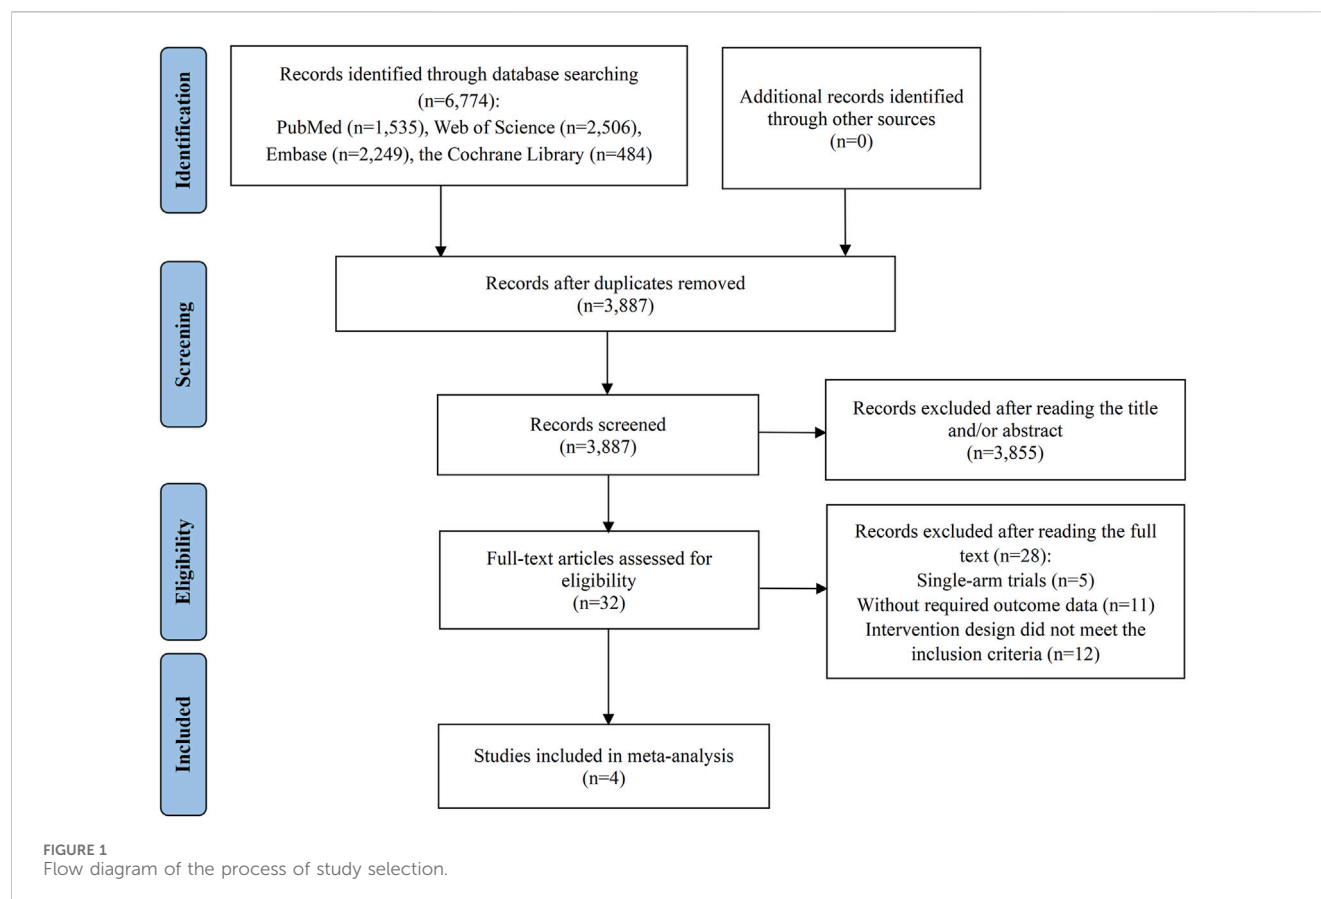 Identification
Records identified through database searching
(n=6,774):
PubMed (n=1,535), Web of Science (n=2,506),
Embase (n=2,249), the Cochrane Library (n=484)
Additional records identified
through other sources
(n=0)
Screening
Records after duplicates removed
(n=3,887)
Records screened
(n=3,887)
Records excluded after reading the title
and/or abstract
(n=3,855)
Eligibility
Full-text articles assessed for
eligibility
(n=32)
Records excluded after reading the full
text (n=28):
Single-arm trials (n=5)
Without required outcome data (n=11)
Intervention design did not meet the
inclusion criteria (n=12)
Included
Studies included in meta-analysis
(n=4)
FIGURE 1
Flow diagram of the process of study selection.